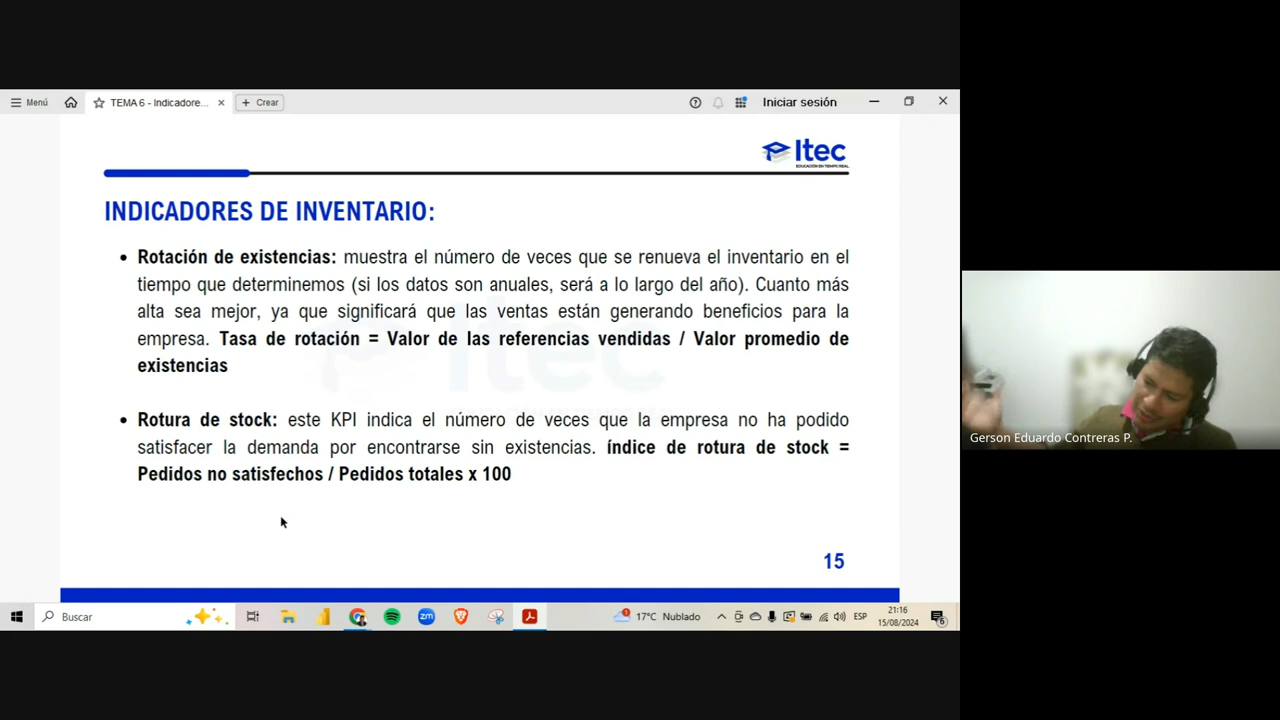 Menú
TEMA 6 - Indicadore...
Crear
Iniciar sesión
Itec
EDUCACIÓN EN TIEMPO REAL
INDICADORES DE INVENTARIO:
• Rotación de existencias: muestra el número de veces que se renueva el inventario en el
tiempo que determinemos (si los datos son anuales, será a lo largo del año). Cuanto más
alta sea mejor, ya que significará que las ventas están generando beneficios para la
empresa. Tasa de rotación = Valor de las referencias vendidas / Valor promedio de
existencias
• Rotura de stock: este KPI indica el número de veces que la empresa no ha podido
satisfacer la demanda por encontrarse sin existencias. índice de rotura de stock =
Pedidos no satisfechos / Pedidos totales x 100
15
Gerson Eduardo Contreras P.
Buscar
zm
17°C Nublado
ESP
21:16
15/08/2024
6